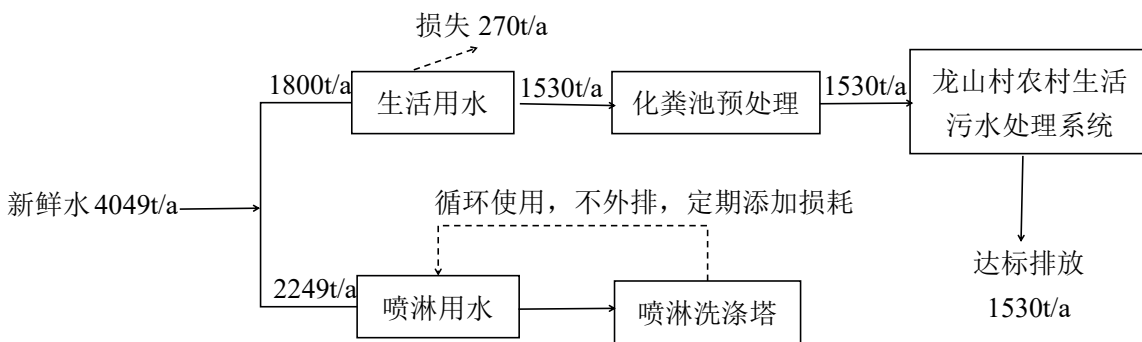 损失 270t/a
1800t/a
生活用水
1530t/a
化粪池预处理
1530t/a
龙山村农村生活
污水处理系统
新鲜水 4049t/a
循环使用，不外排，定期添加损耗
达标排放
1530t/a
2249t/a
喷淋用水
喷淋洗涤塔